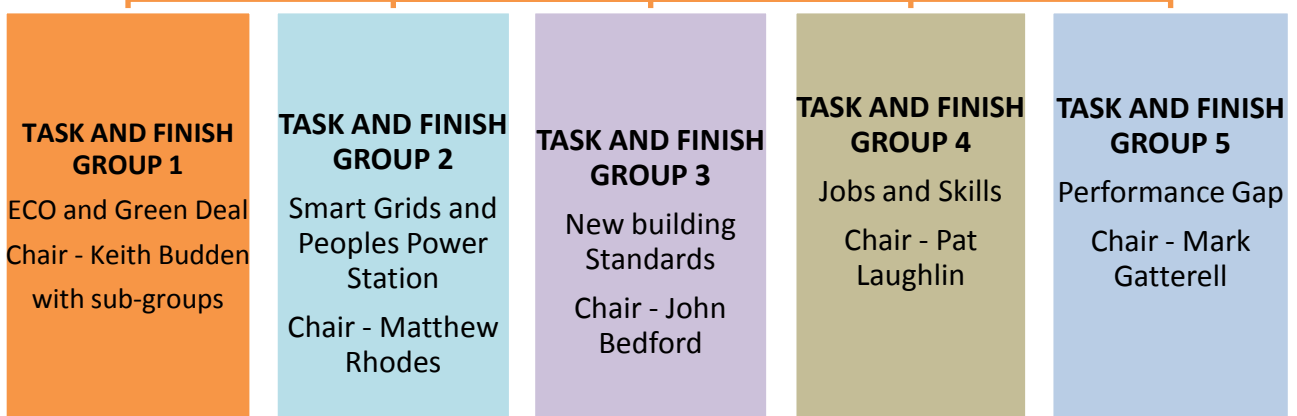 TASK AND FINISH
GROUP 1
ECO and Green Deal
Chair - Keith Budden
with sub-groups
TASK AND FINISH
GROUP 2
Smart Grids and
Peoples Power
Station
Chair - Matthew
Rhodes
TASK AND FINISH
GROUP 3
New building
Standards
Chair - John
Bedford
TASK AND FINISH
GROUP 4
Jobs and Skills
Chair - Pat
Laughlin
TASK AND FINISH
GROUP 5
Performance Gap
Chair - Mark
Gatterell